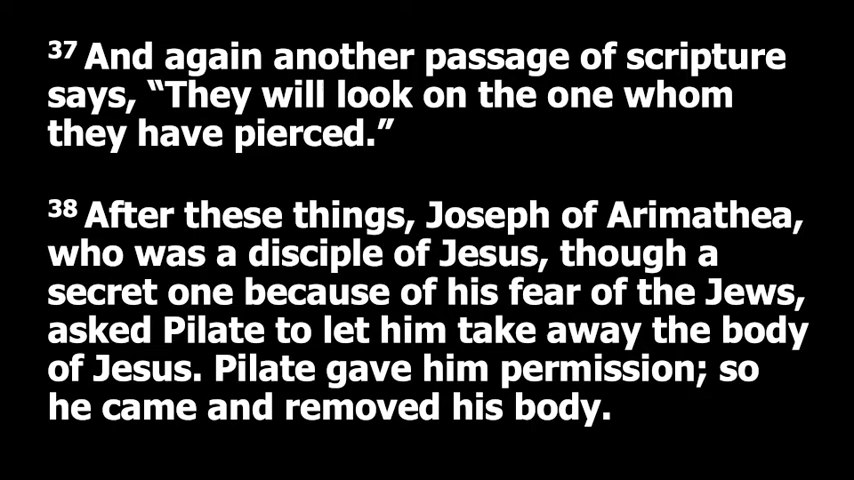 37 And again another passage of scripture
says, “They will look on the one whom
they have pierced.”
38 After these things, Joseph of Arimathea,
who was a disciple of Jesus, though a
secret one because of his fear of the Jews,
asked Pilate to let him take away the body
of Jesus. Pilate gave him permission; so
he came and removed his body.